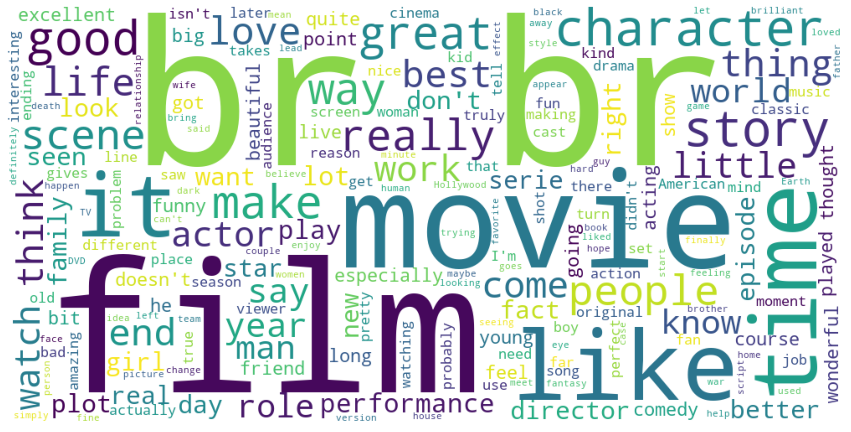 br br
film
movie
like
time
it
good
great
character
story
really
people
life
love
way
best
thing
world
little
scene
make
think
work
come
know
watch
end
say
man
year
actor
play
role
performance
director
better
plot
day
real
girl
star
new
fact
serie
episode
family
look
seen
want
lot
don't
right
show
excellent
interesting
ending
isn't
big
later
takes
quite
point
cinema
kid
nice
tell
effect
black
away
style
appear
fun
making
cast
kind
drama
let
brilliant
loved
father
mean
lead
relationship
death
wife
bring
said
got
beautiful
audience
screen
woman
live
truly
reason
classic
music
game
definitely
line
gives
saw
that
there
hard
guy
acting
American
mind
Earth
happen
problem
TV
dark
can't
believe
minute
human
get
Hollywood
shot
favorite
trying
turn
book
liked
hope
didn't
going
set
finally
funny
different
doesn't
place
DVD
couple
enjoy
women
season
he
viewer
especially
maybe
looking
I'm
goes
action
original
start
feeling
moment
played
thought
wonderful
old
bit
bad
face
amazing
person
simply
fine
actually
idea
left
team
true
picture
change
friend
long
pretty
version
house
use
watching
probably
seeing
young
need
feel
meet
fantasy
song
eye
boy
far
perfect
case
brother
fan
war
script
home
course
job
used
help
comedy